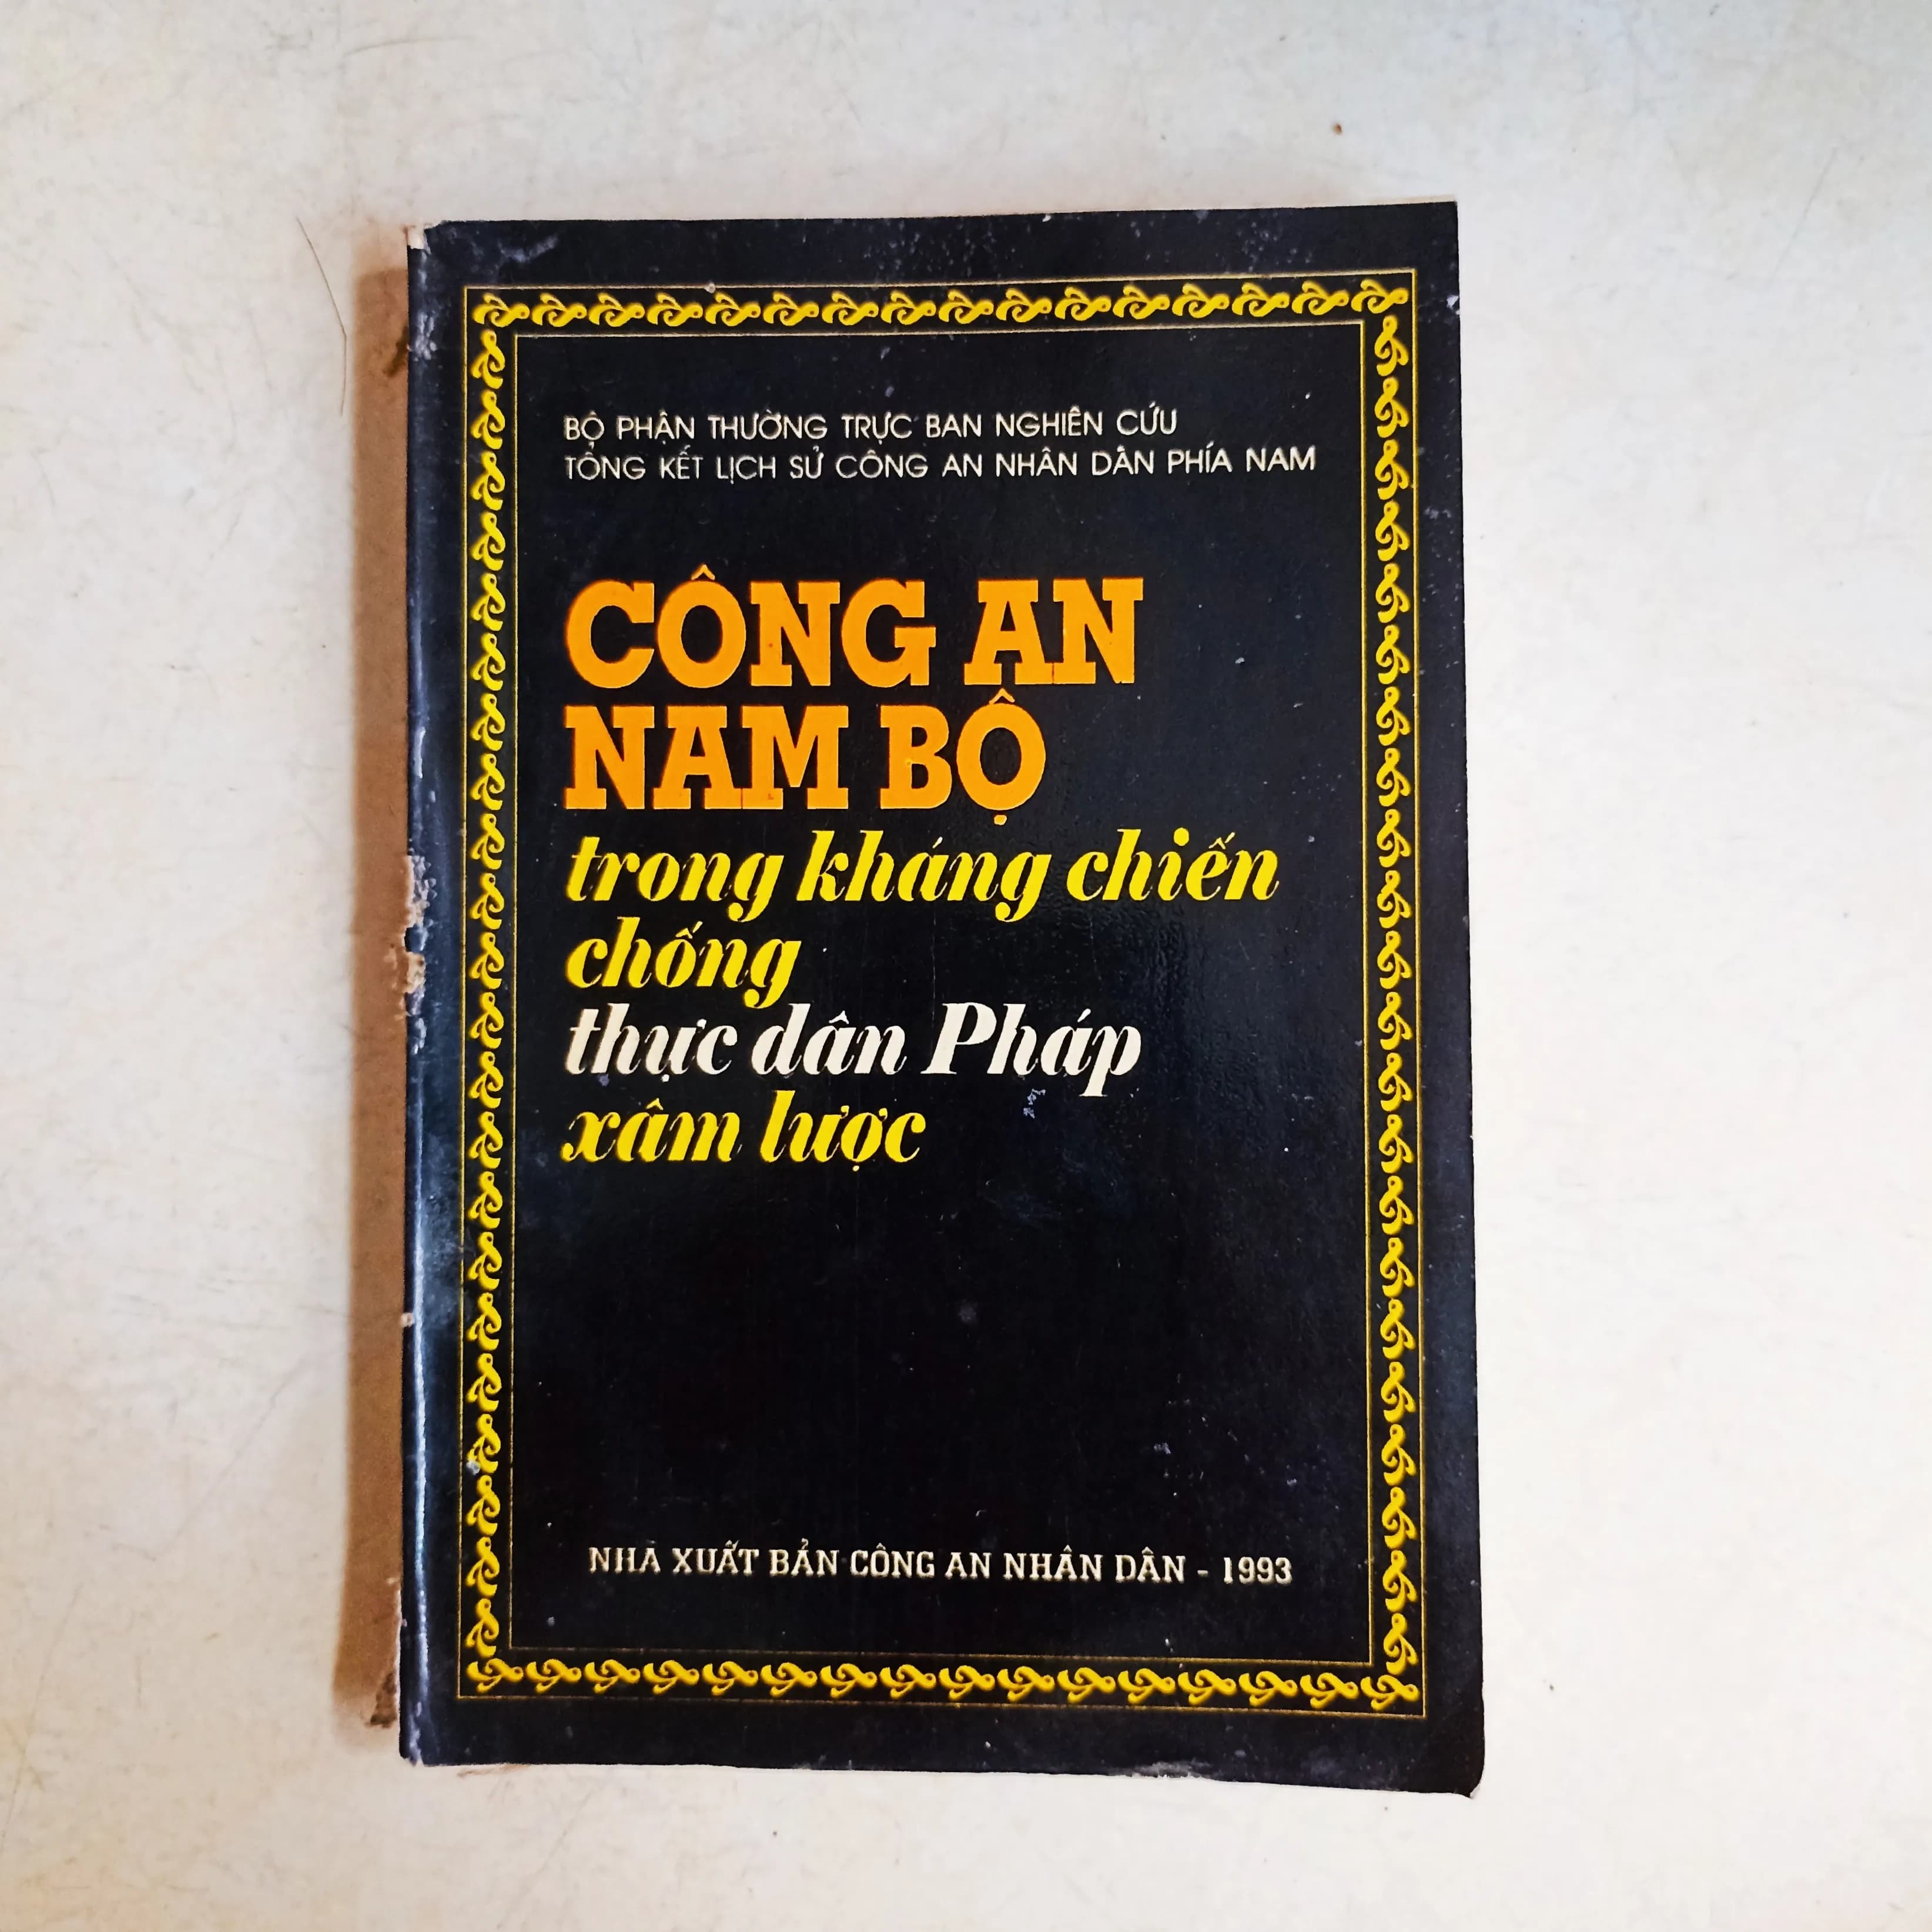 BỘ PHẬN THƯỜNG TRỰC BAN NGHIÊN CỨU
TỔNG KẾT LỊCH SỬ CÔNG AN NHÂN DÂN PHÍA NAM
CÔNG AN
NAM BỘ
trong kháng chiến
chống
thực dân Pháp
xâm lược
NHÀ XUẤT BẢN CÔNG AN NHÂN DÂN - 1993